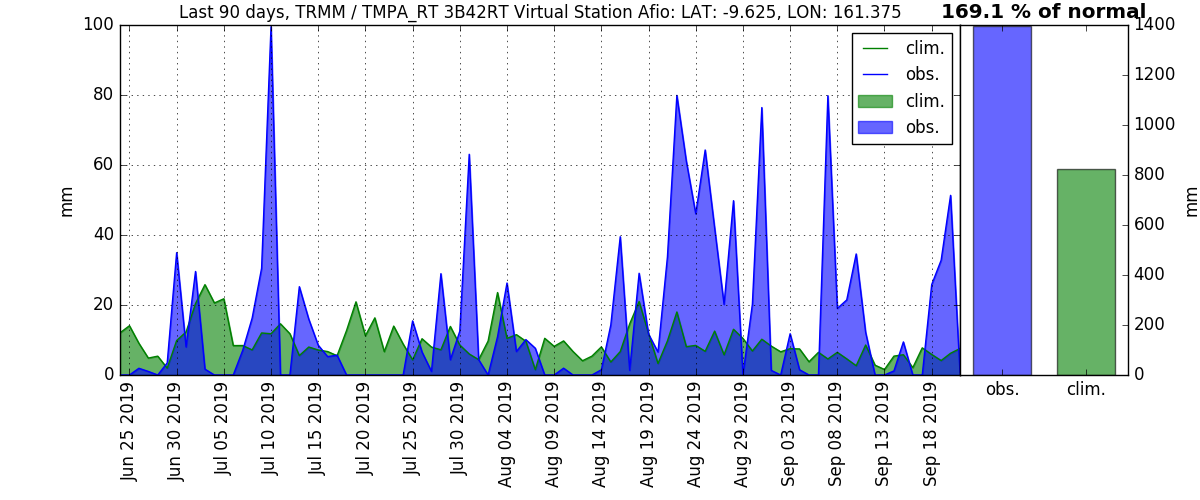 Last 90 days, TRMM / TMPA_RT 3B42RT Virtual Station Afio: LAT: -9.625, LON: 161.375
169.1 % of normal
100
80
60
40
20
0
mm
clim.
obs.
clim.
obs.
1400
1200
1000
800
600
400
200
0
mm
obs.
clim.
Jun 25 2019
Jun 30 2019
Jul 05 2019
Jul 10 2019
Jul 15 2019
Jul 20 2019
Jul 25 2019
Jul 30 2019
Aug 04 2019
Aug 09 2019
Aug 14 2019
Aug 19 2019
Aug 24 2019
Aug 29 2019
Sep 03 2019
Sep 08 2019
Sep 13 2019
Sep 18 2019